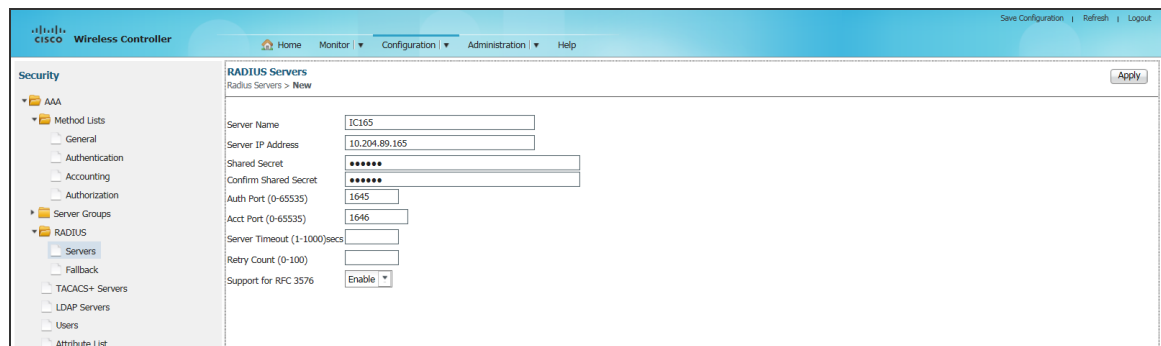 Save Configuration | Refresh | Logout
CISCO Wireless Controller
Home Monitor Configuration Administration Help
Security
AAA
Method Lists
General
Authentication
Accounting
Authorization
Server Groups
RADIUS
Servers
Fallback
TACACS+ Servers
LDAP Servers
Users
Attribute List
RADIUS Servers
Radius Servers > New
Apply
Server Name IC165
Server IP Address 10.204.89.165
Shared Secret ••••••
Confirm Shared Secret ••••••
Auth Port (0-65535) 1645
Acct Port (0-65535) 1646
Server Timeout (1-1000)secs
Retry Count (0-100)
Support for RFC 3576 Enable